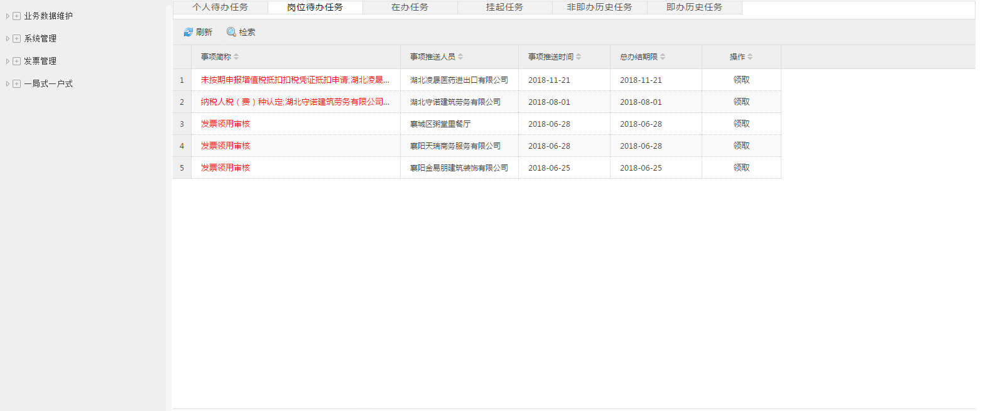 业务数据维护
系统管理
发票管理
一局式一户式
个人待办任务 岗位待办任务 在办任务 挂起任务 非即办历史任务 即办历史任务
刷新 检索
事项简称 事项推送人员 事项推送时间 总办结期限 操作
1 未按期申报增值税抵扣扣税凭证抵扣申请;湖北凌晟... 湖北凌晟医药进出口有限公司 2018-11-21 2018-11-21 领取
2 纳税人税（费）种认定;湖北守诺建筑劳务有限公司... 湖北守诺建筑劳务有限公司 2018-08-01 2018-08-01 领取
3 发票领用审核 襄城区粥堂里餐厅 2018-06-28 2018-06-28 领取
4 发票领用审核 襄阳天瑞商务服务有限公司 2018-06-28 2018-06-28 领取
5 发票领用审核 襄阳金易朋建筑装饰有限公司 2018-06-25 2018-06-25 领取